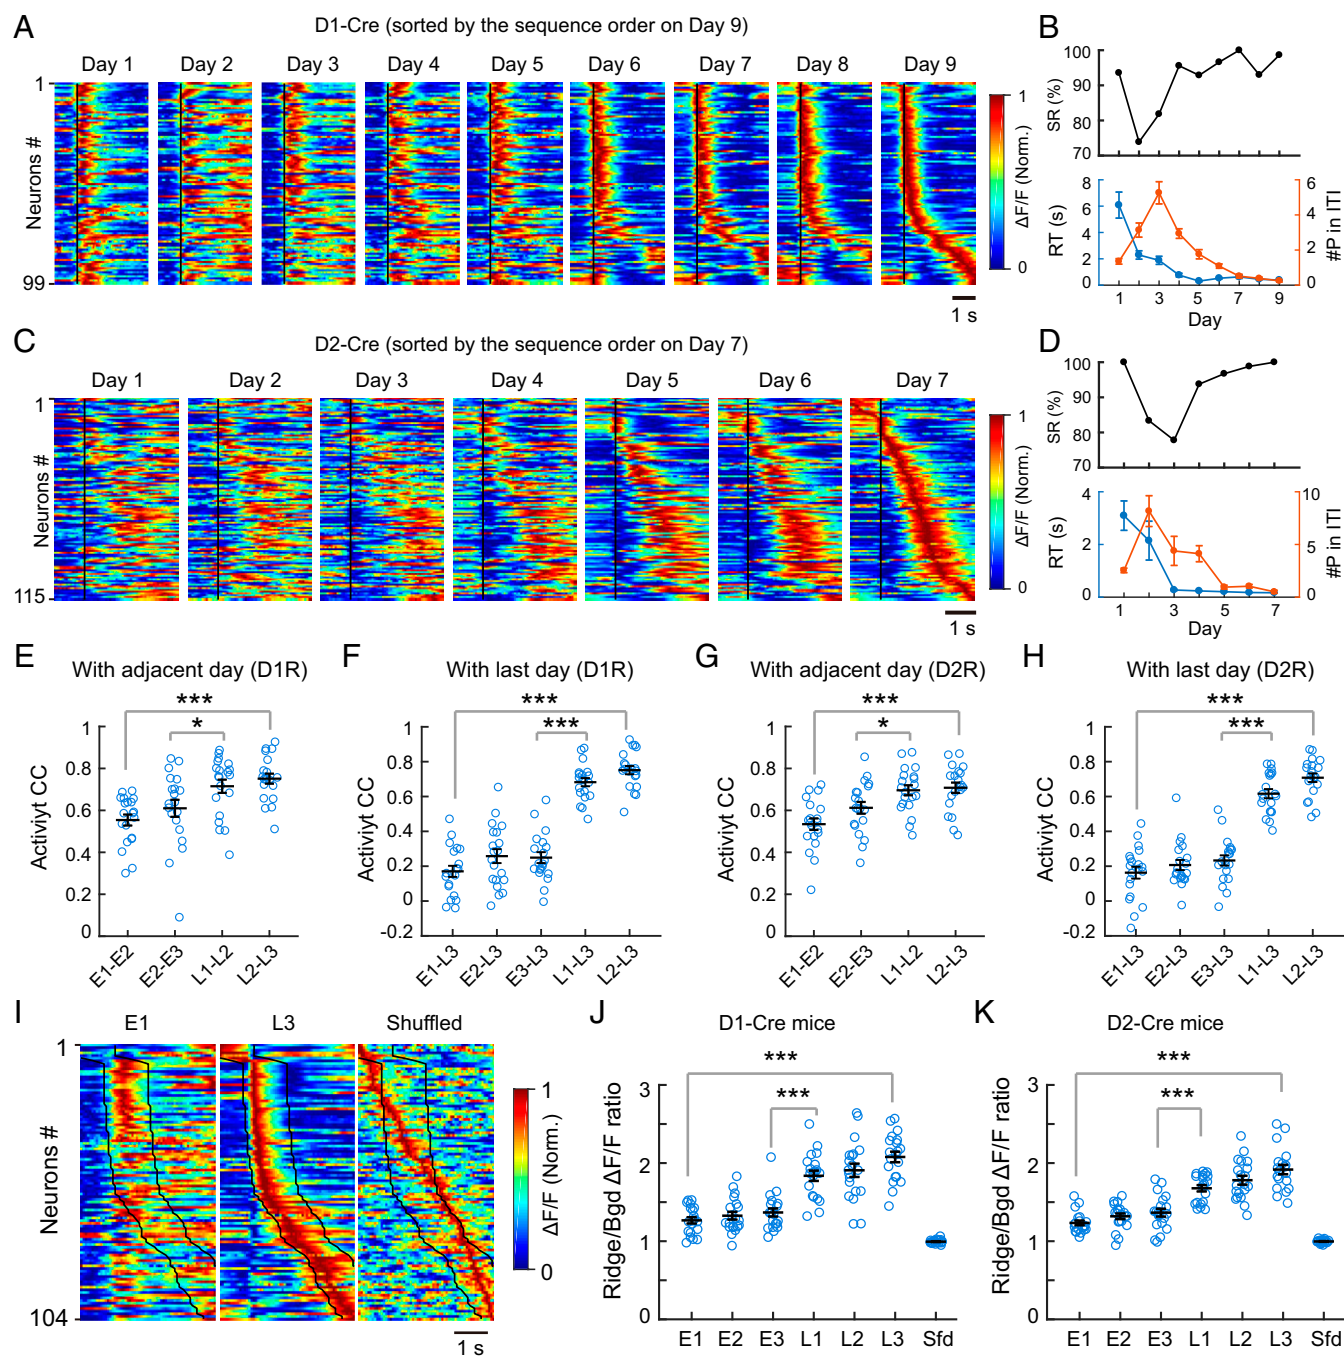 A
D1-Cre (sorted by the sequence order on Day 9)
Day 1 Day 2 Day 3 Day 4 Day 5 Day 6 Day 7 Day 8 Day 9
1
Neurons #
99
1
ΔF/F (Norm.)
0
1 s
B
100
90
80
70
SR (%)
8
6
4
2
0
RT (s)
6
4
2
0
#P in ITI
1 3 5 7 9
Day
C
D2-Cre (sorted by the sequence order on Day 7)
Day 1 Day 2 Day 3 Day 4 Day 5 Day 6 Day 7
1
Neurons #
115
1
ΔF/F (Norm.)
0
1 s
D
100
90
80
70
SR (%)
4
2
0
RT (s)
10
5
0
#P in ITI
1 3 5 7
Day
E
With adjacent day (D1R)
***
*
1
0.8
0.6
0.4
0.2
0
Activiyt CC
E1-E2 E2-E3 L1-L2 L2-L3
F
With last day (D1R)
***
***
1
0.8
0.6
0.4
0.2
0
-0.2
Activiyt CC
E1-L3 E2-L3 E3-L3 L1-L3 L2-L3
G
With adjacent day (D2R)
***
*
1
0.8
0.6
0.4
0.2
0
Activiyt CC
E1-E2 E2-E3 L1-L2 L2-L3
H
With last day (D2R)
***
***
1
0.8
0.6
0.4
0.2
0
-0.2
Activiyt CC
E1-L3 E2-L3 E3-L3 L1-L3 L2-L3
I
E1 L3 Shuffled
1
Neurons #
104
1
ΔF/F (Norm.)
0
1 s
J
D1-Cre mice
***
***
3
2
1
0
Ridge/Bgd ΔF/F ratio
E1 E2 E3 L1 L2 L3 Sfd
K
D2-Cre mice
***
***
3
2
1
0
Ridge/Bgd ΔF/F ratio
E1 E2 E3 L1 L2 L3 Sfd